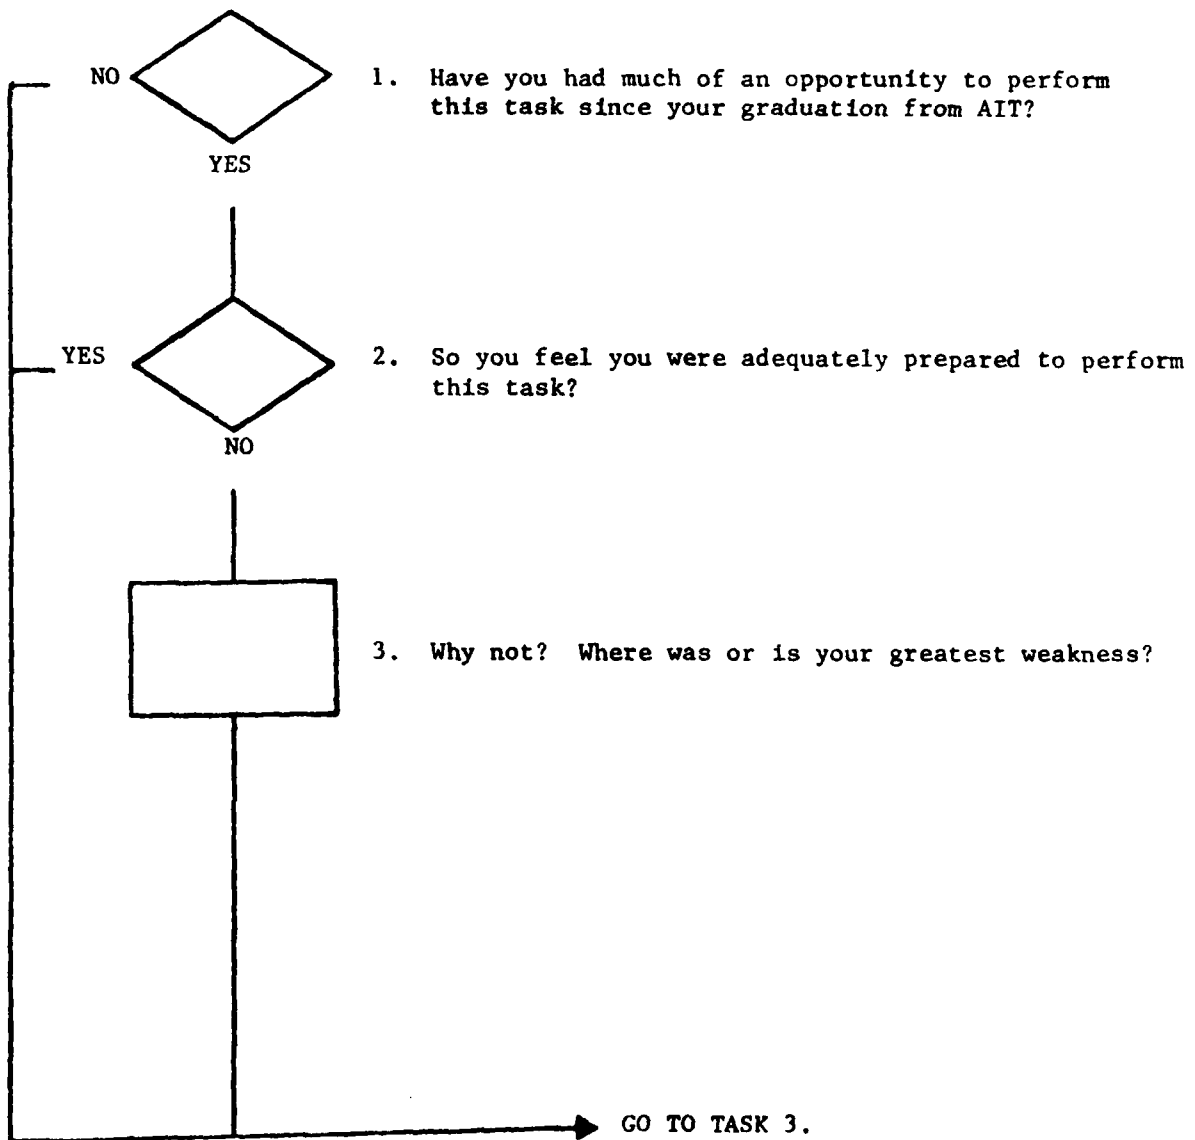 NO
1. Have you had much of an opportunity to perform
this task since your graduation from AIT?
YES
YES
2. So you feel you were adequately prepared to perform
this task?
NO
3. Why not? Where was or is your greatest weakness?
GO TO TASK 3.